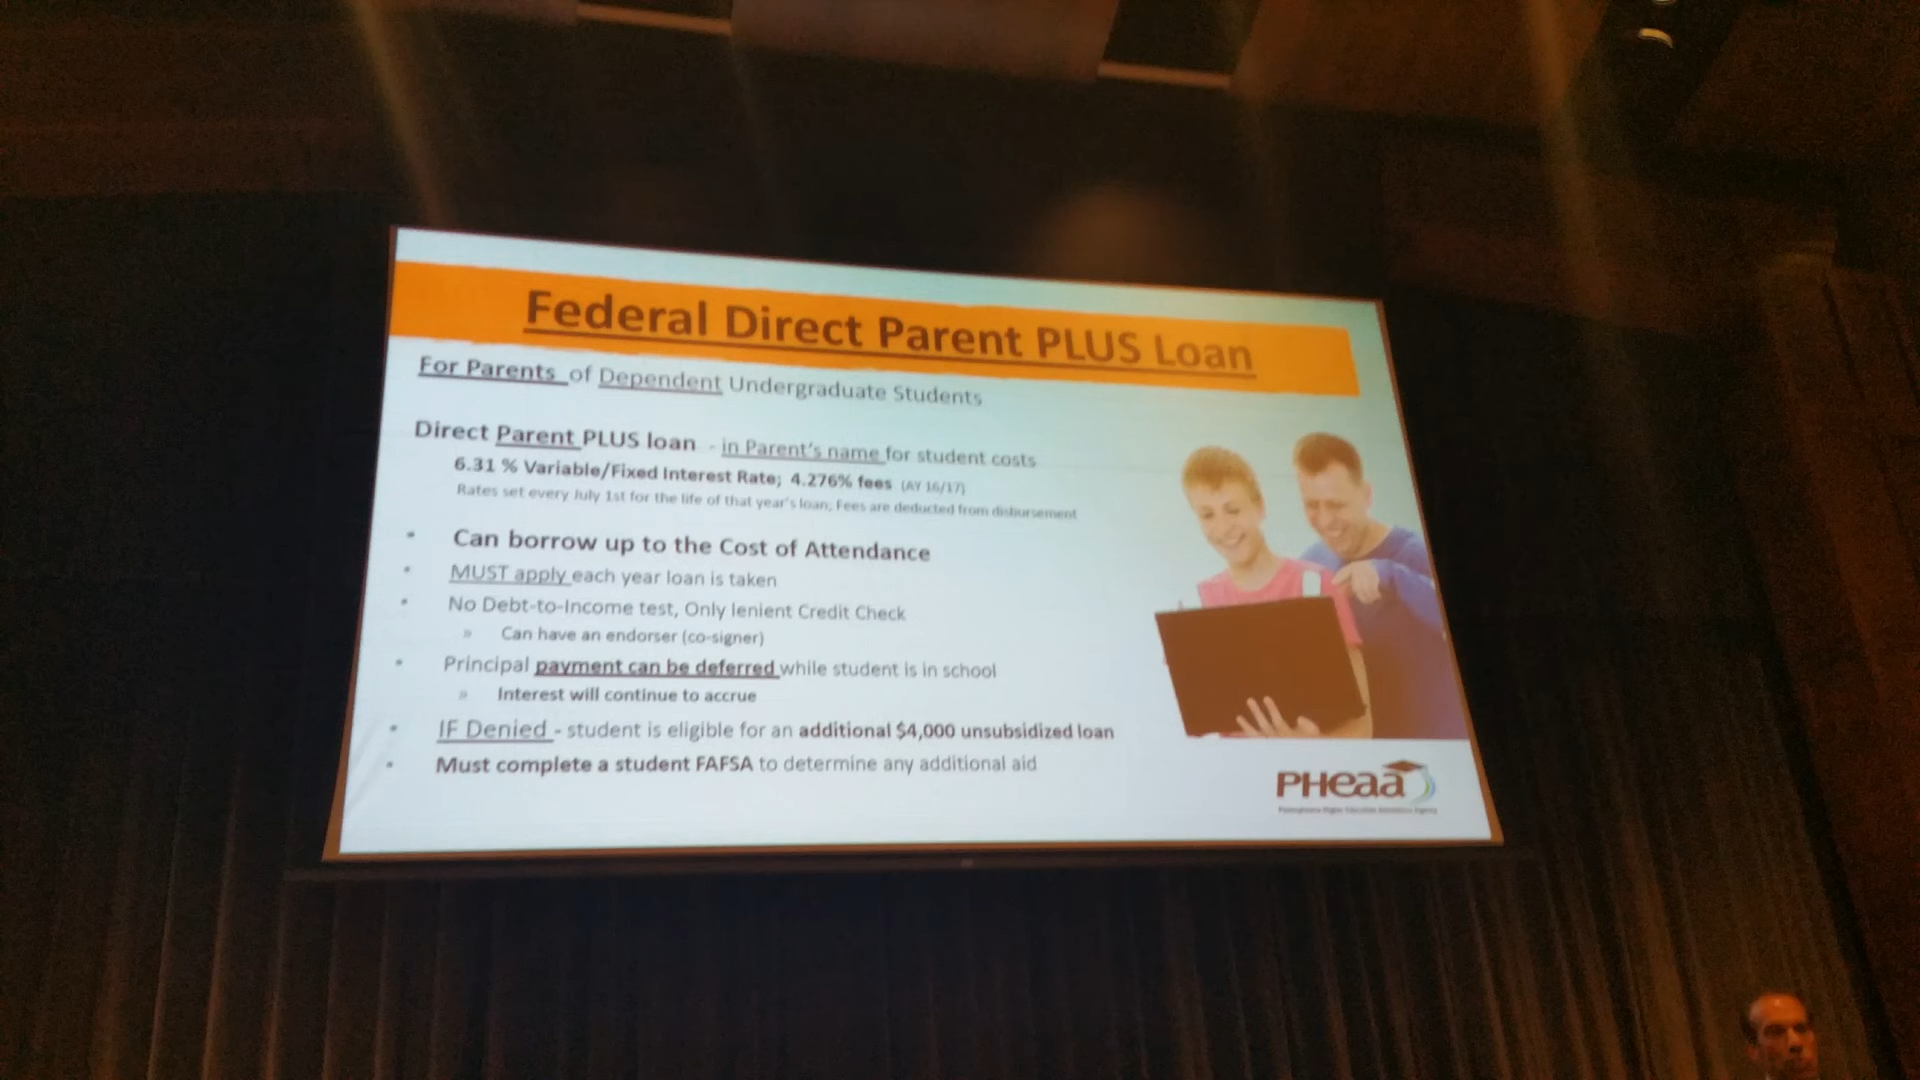 Federal Direct Parent PLUS Loan
For Parents of Dependent Undergraduate Students
Direct Parent PLUS loan - in Parent's name for student costs
6.31 % Variable/Fixed Interest Rate; 4.276% fees (AY 16/17)
Rates set every July 1st for the life of that year's loan; Fees are deducted from disbursement
• Can borrow up to the Cost of Attendance
• MUST apply each year loan is taken
• No Debt-to-Income test, Only lenient Credit Check
» Can have an endorser (co-signer)
• Principal payment can be deferred while student is in school
» Interest will continue to accrue
• IF Denied - student is eligible for an additional $4,000 unsubsidized loan
• Must complete a student FAFSA to determine any additional aid
PHeaa
Pennsylvania Higher Education Assistance Agency